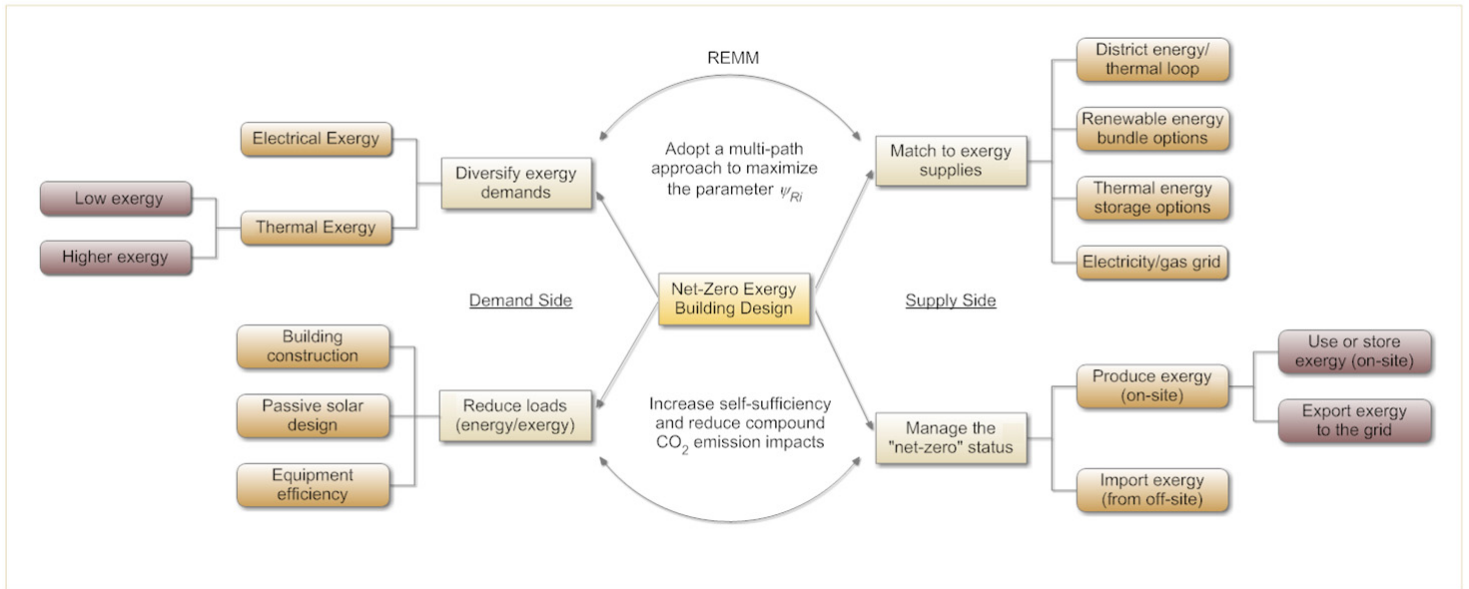 REMM
Adopt a multi-path
approach to maximize
the parameter ψRi
Electrical Exergy
Thermal Exergy
Low exergy
Higher exergy
Diversify exergy
demands
Match to exergy
supplies
District energy/
thermal loop
Renewable energy
bundle options
Thermal energy
storage options
Electricity/gas grid
Demand Side
Net-Zero Exergy
Building Design
Supply Side
Building
construction
Passive solar
design
Equipment
efficiency
Reduce loads
(energy/exergy)
Increase self-sufficiency
and reduce compound
CO2 emission impacts
Manage the
"net-zero" status
Produce exergy
(on-site)
Import exergy
(from off-site)
Use or store
exergy (on-site)
Export exergy
to the grid